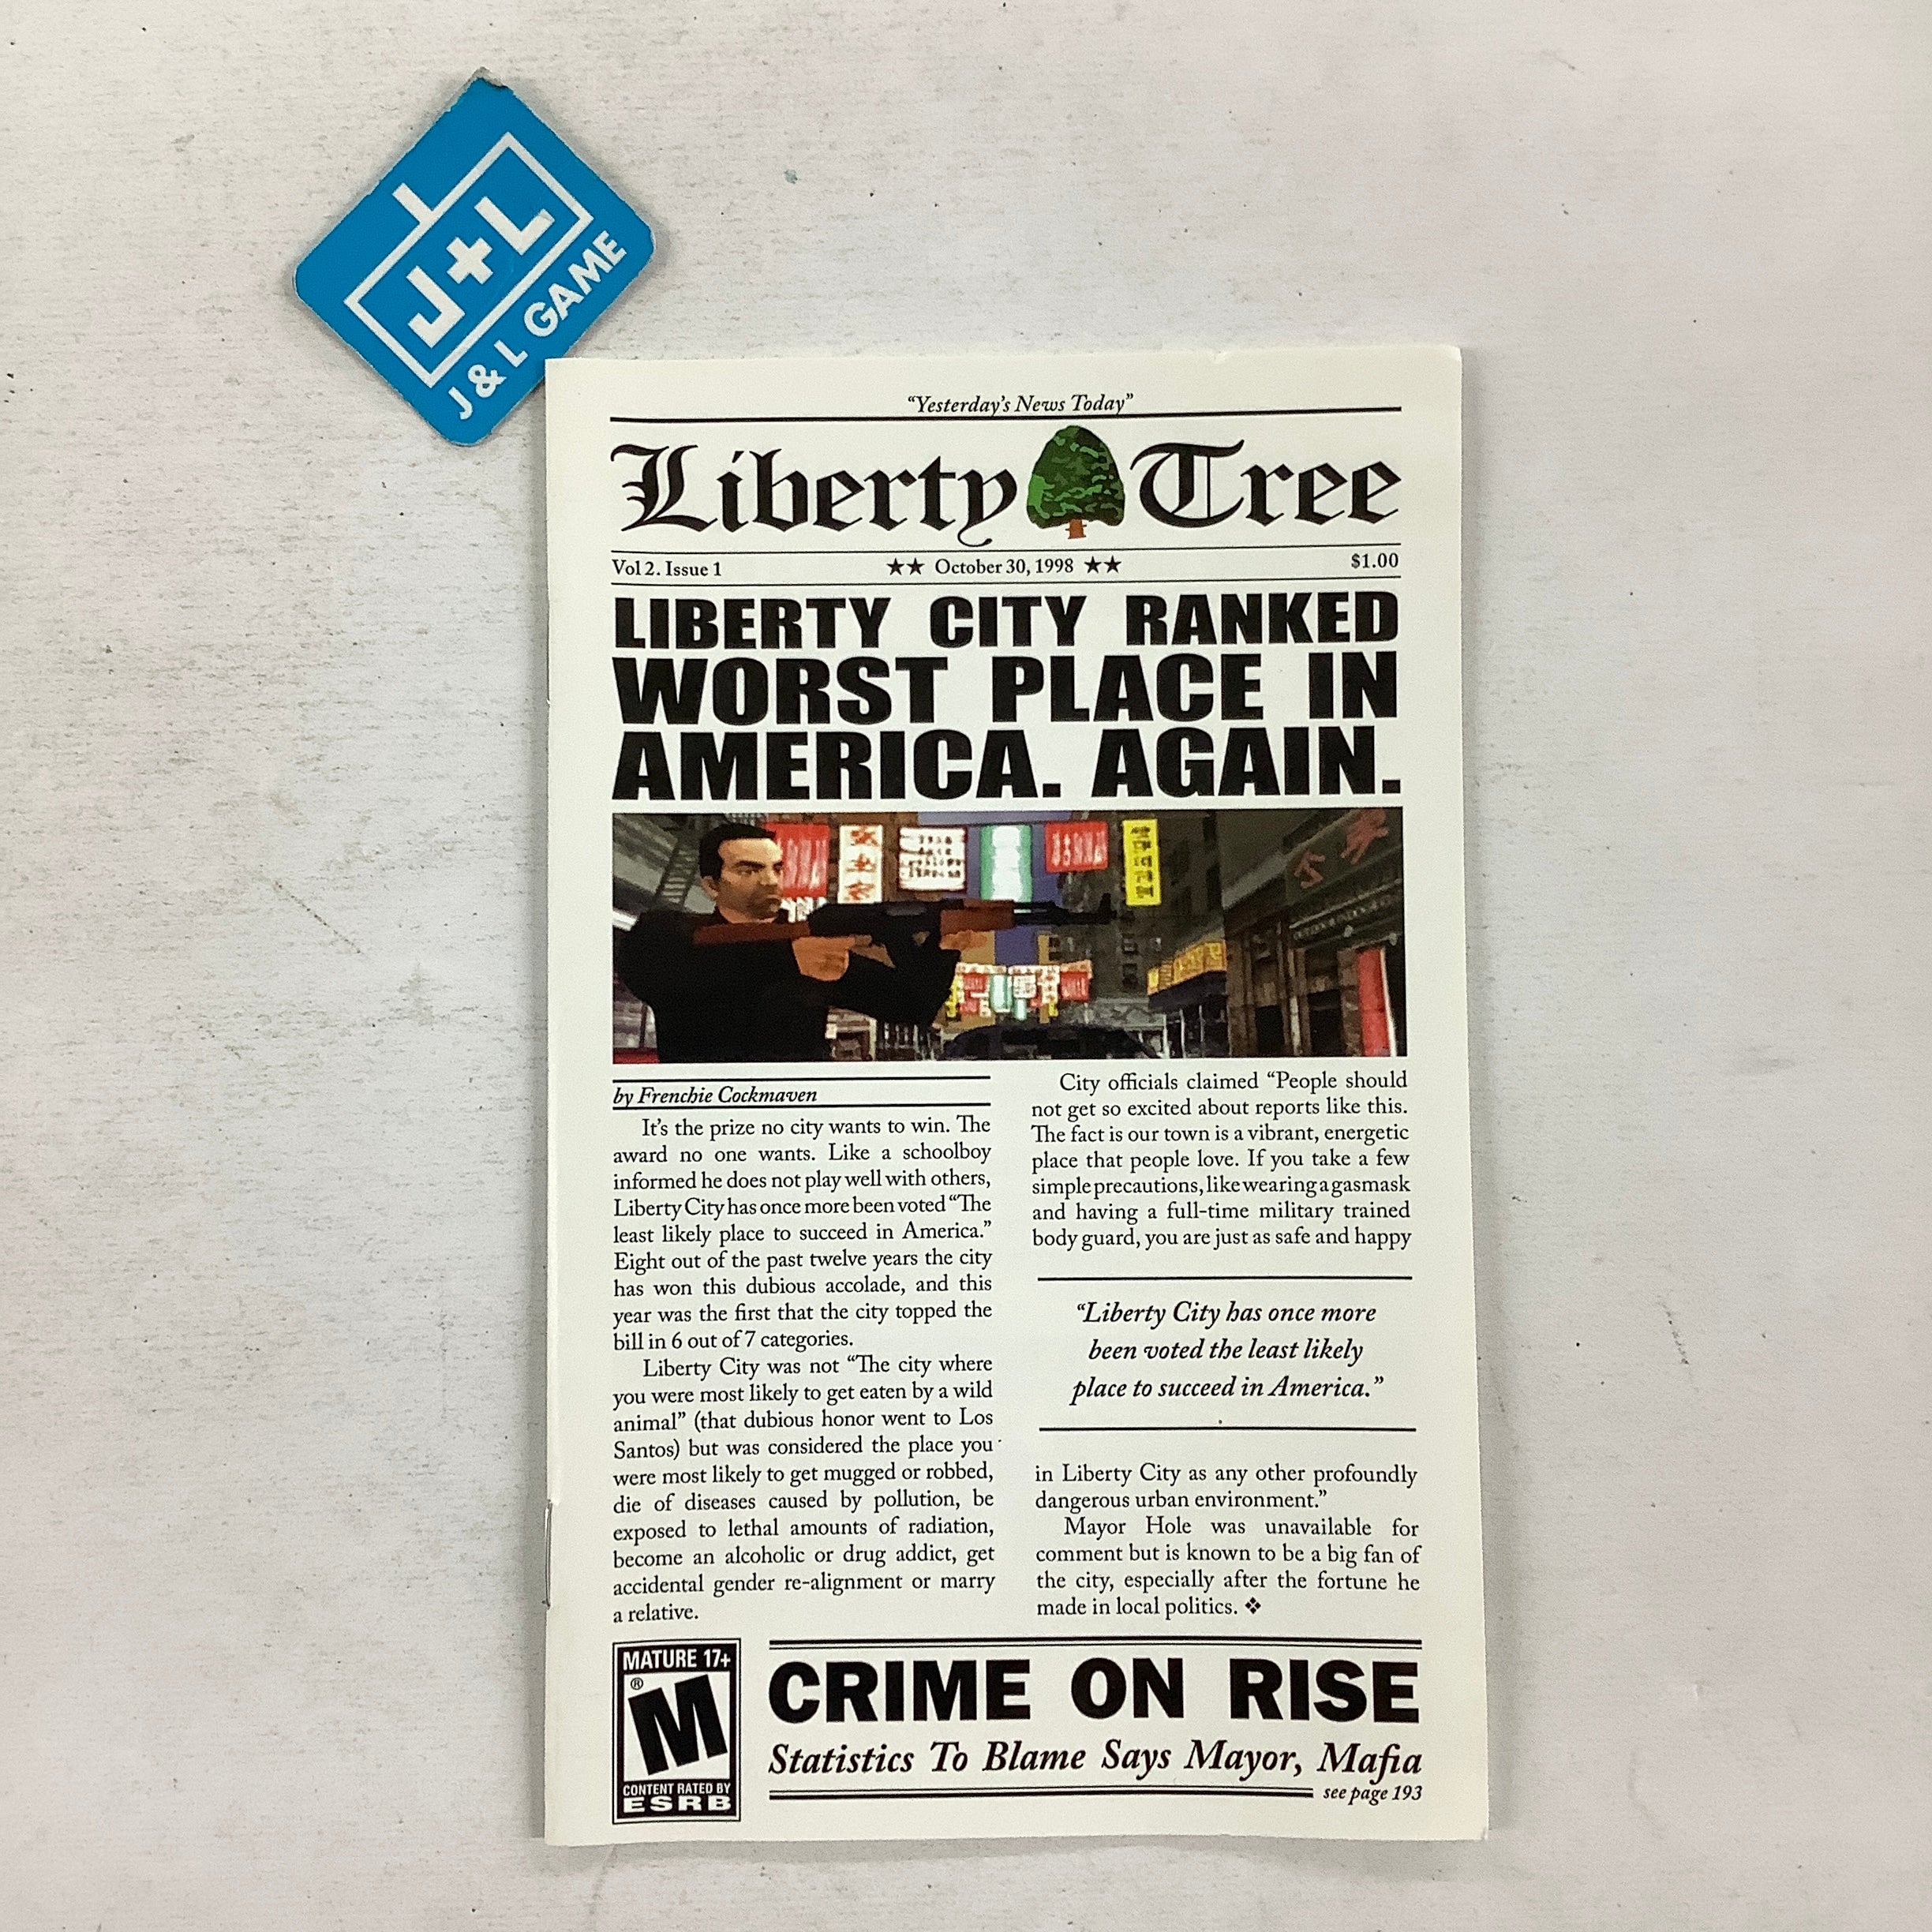 J+L
J & L GAME
“Yesterday’s News Today”
Liberty Tree
Vol 2. Issue 1 ★★ October 30, 1998 ★★ $1.00
LIBERTY CITY RANKED
WORST PLACE IN
AMERICA. AGAIN.
by Frenchie Cockmaven
It’s the prize no city wants to win. The
award no one wants. Like a schoolboy
informed he does not play well with others,
Liberty City has once more been voted “The
least likely place to succeed in America.”
Eight out of the past twelve years the city
has won this dubious accolade, and this
year was the first that the city topped the
bill in 6 out of 7 categories.
Liberty City was not “The city where
you were most likely to get eaten by a wild
animal” (that dubious honor went to Los
Santos) but was considered the place you
were most likely to get mugged or robbed,
die of diseases caused by pollution, be
exposed to lethal amounts of radiation,
become an alcoholic or drug addict, get
accidental gender re-alignment or marry
a relative.
City officials claimed “People should
not get so excited about reports like this.
The fact is our town is a vibrant, energetic
place that people love. If you take a few
simple precautions, like wearing a gasmask
and having a full-time military trained
body guard, you are just as safe and happy
“Liberty City has once more
been voted the least likely
place to succeed in America.”
in Liberty City as any other profoundly
dangerous urban environment.”
Mayor Hole was unavailable for
comment but is known to be a big fan of
the city, especially after the fortune he
made in local politics. ❖
MATURE 17+
M®
CONTENT RATED BY
ESRB
CRIME ON RISE
Statistics To Blame Says Mayor, Mafia
see page 193